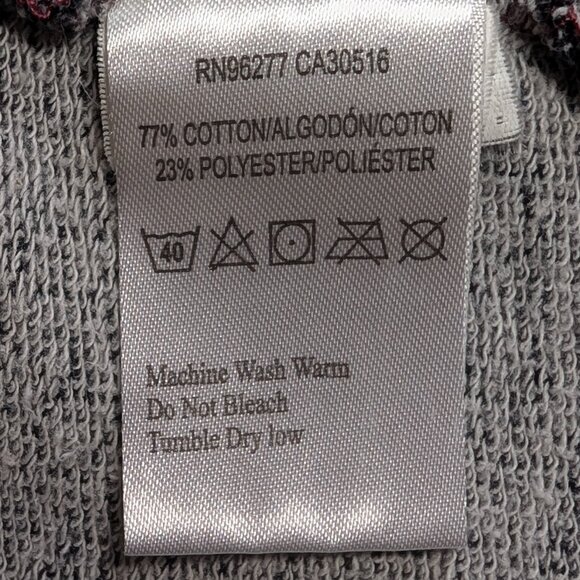 RN96277 CA30516
77% COTTON/ALGODÓN/COTON
23% POLYESTER/POLIÉSTER
40
Machine Wash Warm
Do Not Bleach
Tumble Dry low